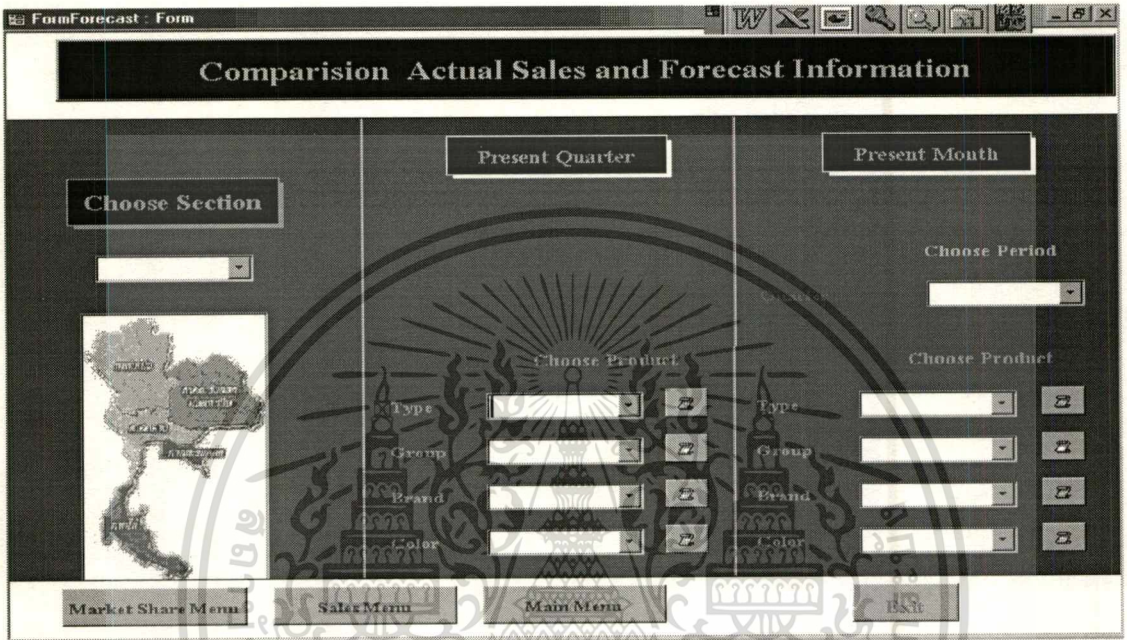 FormForecast : Form
Comparision Actual Sales and Forecast Information
Choose Section
Present Quarter
Choose Product
Type
Group
Brand
Color
Present Month
Choose Period
Choose Product
Type
Group
Brand
Color
Market Share Menu
Sales Menu
Main Menu
Exit